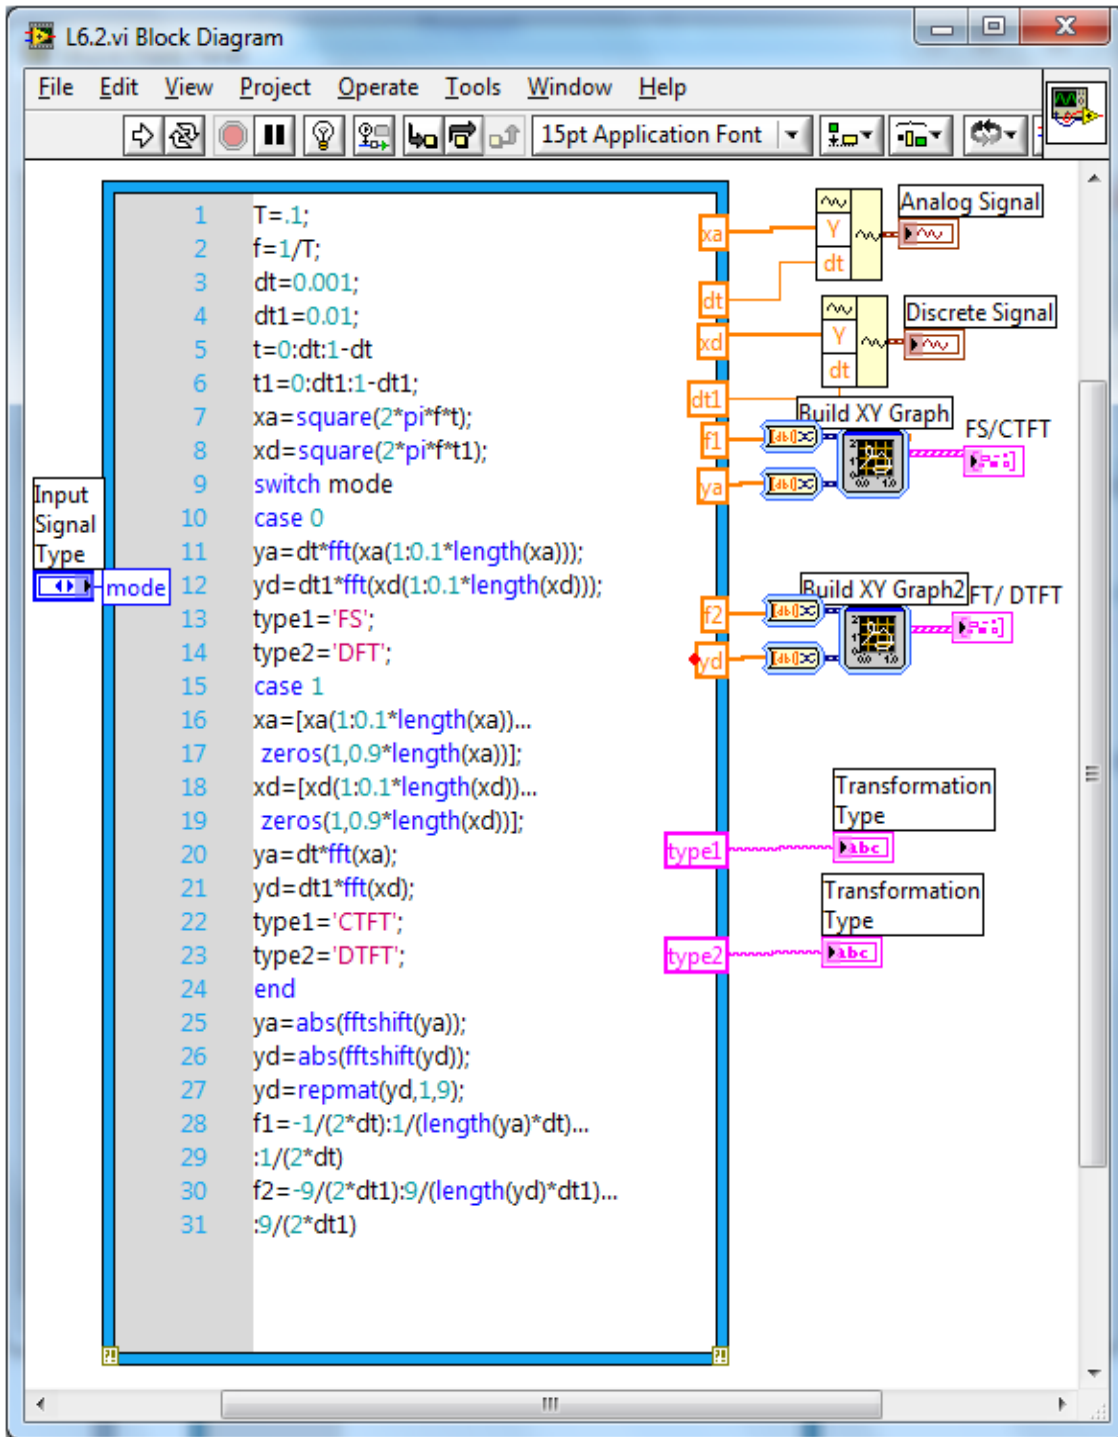 L6.2.vi Block Diagram
File Edit View Project Operate Tools Window Help
15pt Application Font
1 T=.1;
2 f=1/T;
3 dt=0.001;
4 dt1=0.01;
5 t=0:dt:1-dt
6 t1=0:dt1:1-dt1;
7 xa=square(2*pi*f*t);
8 xd=square(2*pi*f*t1);
9 switch mode
10 case 0
11 ya=dt*fft(xa(1:0.1*length(xa)));
12 yd=dt1*fft(xd(1:0.1*length(xd)));
13 type1='FS';
14 type2='DFT';
15 case 1
16 xa=[xa(1:0.1*length(xa))...
17 zeros(1,0.9*length(xa))];
18 xd=[xd(1:0.1*length(xd))...
19 zeros(1,0.9*length(xd))];
20 ya=dt*fft(xa);
21 yd=dt1*fft(xd);
22 type1='CTFT';
23 type2='DTFT';
24 end
25 ya=abs(fftshift(ya));
26 yd=abs(fftshift(yd));
27 yd=repmat(yd,1,9);
28 f1=-1/(2*dt):1/(length(ya)*dt)...
29 :1/(2*dt)
30 f2=-9/(2*dt1):9/(length(yd)*dt1)...
31 :9/(2*dt1)
Input
Signal
Type
mode
xa
dt
xd
dt1
f1
ya
f2
yd
type1
type2
Analog Signal
Y
dt
Discrete Signal
Y
dt
Build XY Graph
FS/CTFT
[dbl]
[dbl]
Build XY Graph2
FT/ DTFT
[dbl]
[dbl]
Transformation
Type
abc
Transformation
Type
abc